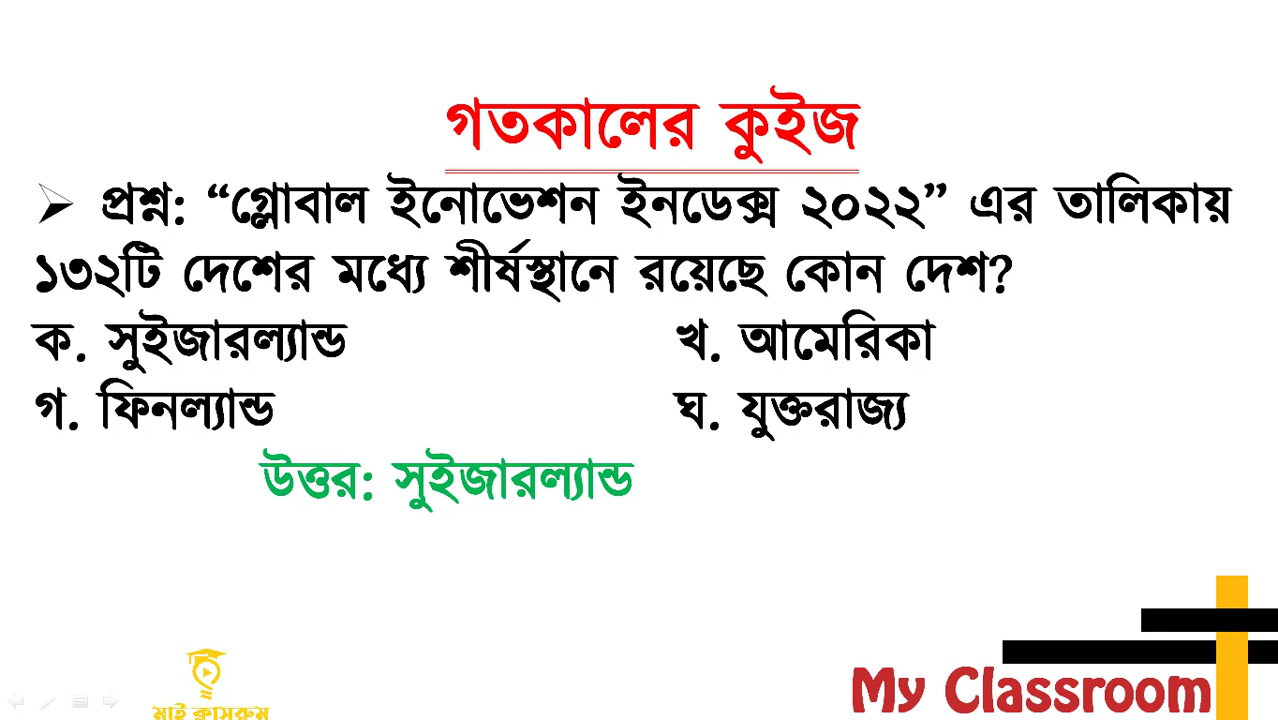 গতকালের কুইজ
প্রশ্ন: “গ্লোবাল ইনোভেশন ইনডেক্স ২০২২” এর তালিকায়
১৩২টি দেশের মধ্যে শীর্ষস্থানে রয়েছে কোন দেশ?
ক. সুইজারল্যান্ড খ. আমেরিকা
গ. ফিনল্যান্ড ঘ. যুক্তরাজ্য
উত্তর: সুইজারল্যান্ড
মাই ক্লাসরুম
My Classroom